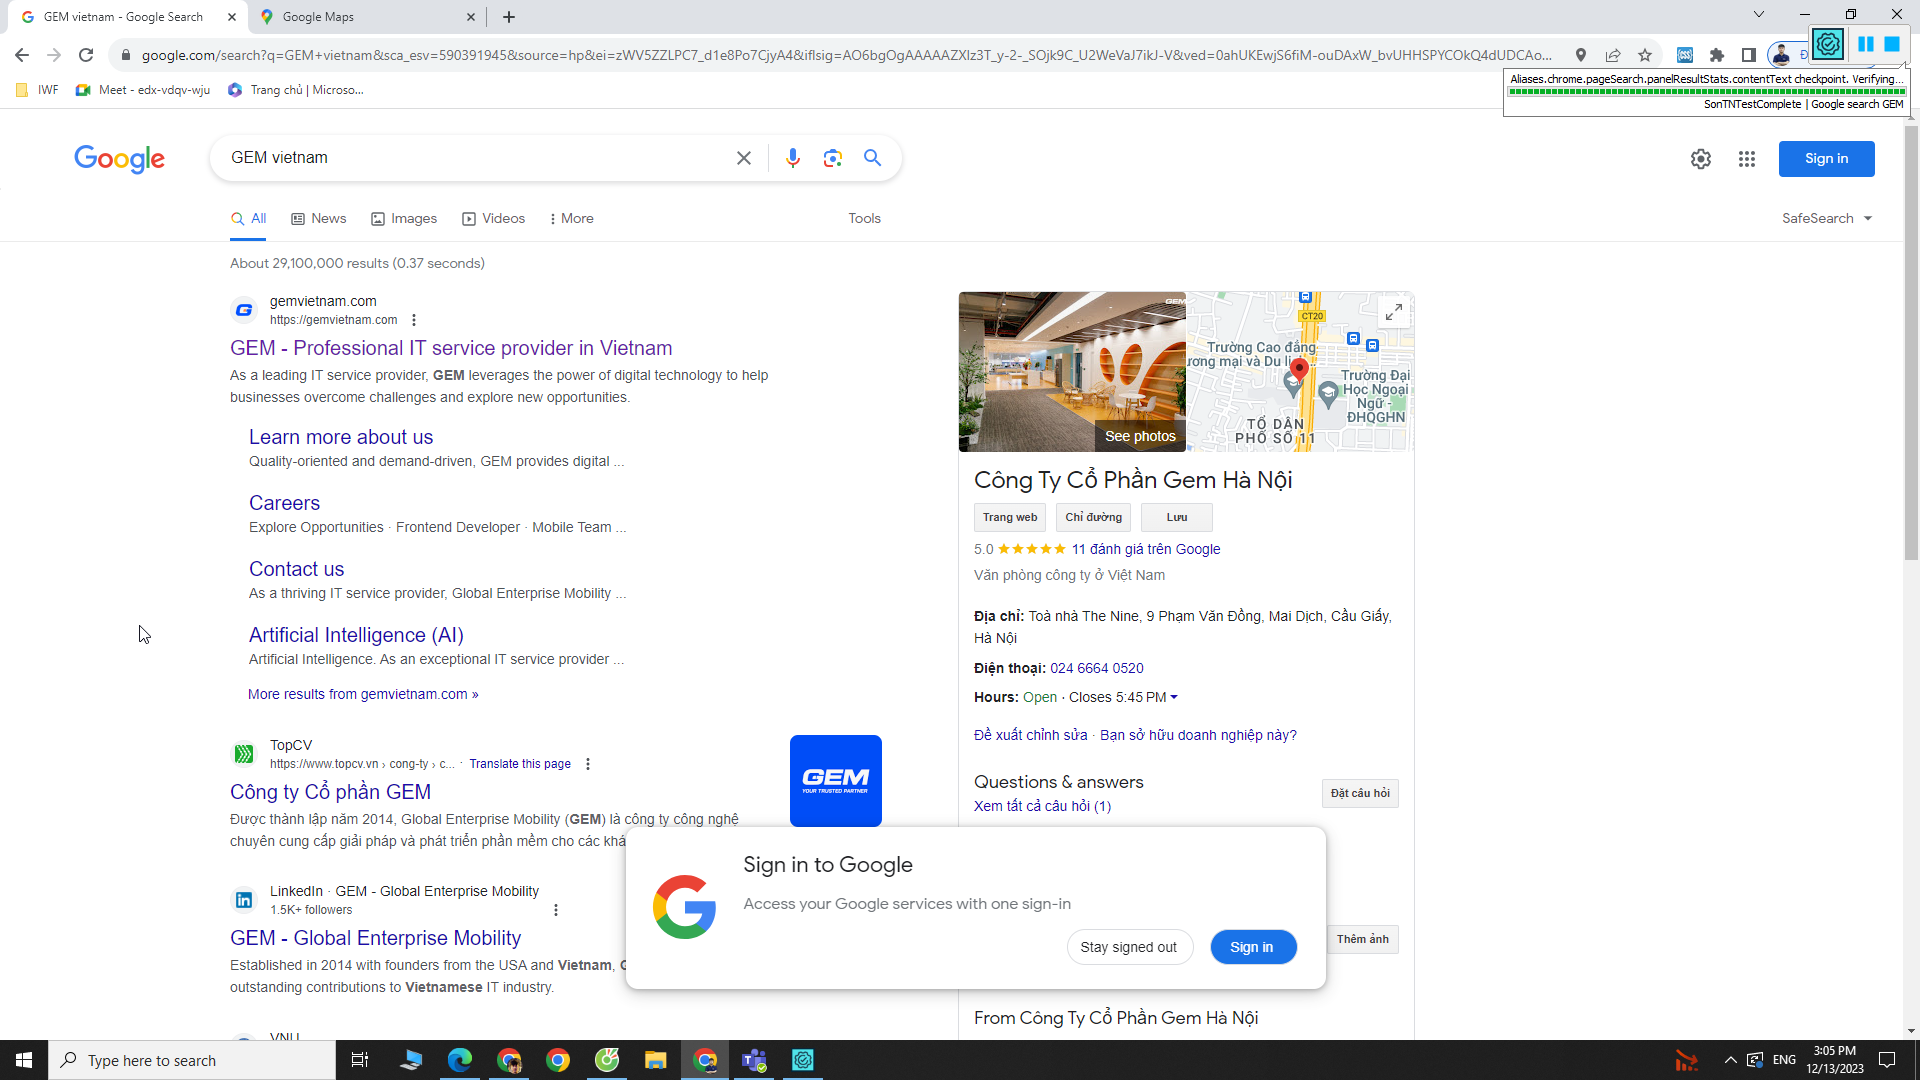 GEM vietnam - Google Search
Google Maps
google.com/search?q=GEM+vietnam&sca_esv=590391945&source=hp&ei=zWV5ZZLPC7_d1e8Po7CjyA4&iflsig=AO6bgOgAAAAAZXlz3T_y-2-_SOjk9C_U2WeVaJ7ikJ-V&ved=0ahUKEwjS6fiM-ouDAxW_bvUHHSPYCOkQ4dUDCAo...
IWF
Meet - edx-vdqv-wju
Trang chủ | Microso...
Aliases.chrome.pageSearch.panelResultStats.contentText checkpoint. Verifying...
SonTNTestComplete | Google search GEM
Google
GEM vietnam
Sign in
All
News
Images
Videos
More
Tools
SafeSearch
About 29,100,000 results (0.37 seconds)
gemvietnam.com
https://gemvietnam.com
GEM - Professional IT service provider in Vietnam
As a leading IT service provider, GEM leverages the power of digital technology to help
businesses overcome challenges and explore new opportunities.
Learn more about us
Quality-oriented and demand-driven, GEM provides digital ...
Careers
Explore Opportunities · Frontend Developer · Mobile Team ...
Contact us
As a thriving IT service provider, Global Enterprise Mobility ...
Artificial Intelligence (AI)
Artificial Intelligence. As an exceptional IT service provider ...
More results from gemvietnam.com »
TopCV
https://www.topcv.vn › cong-ty › c... · Translate this page
Công ty Cổ phần GEM
Được thành lập năm 2014, Global Enterprise Mobility (GEM) là công ty công nghệ
chuyên cung cấp giải pháp và phát triển phần mềm cho các khá
GEM
YOUR TRUSTED PARTNER
LinkedIn · GEM - Global Enterprise Mobility
1.5K+ followers
GEM - Global Enterprise Mobility
Established in 2014 with founders from the USA and Vietnam,
outstanding contributions to Vietnamese IT industry.
VNU
GEM
See photos
CT20
Trường Cao đẳng
ương mại và Du lị
Trường Đại
Học Ngoại
Ngữ -
ĐHQGHN
TỔ DÂN
PHỐ SỐ 11
Công Ty Cổ Phần Gem Hà Nội
Trang web
Chỉ đường
Lưu
5.0 ★★★★★ 11 đánh giá trên Google
Văn phòng công ty ở Việt Nam
Địa chỉ: Toà nhà The Nine, 9 Phạm Văn Đồng, Mai Dịch, Cầu Giấy,
Hà Nội
Điện thoại: 024 6664 0520
Hours: Open · Closes 5:45 PM
Đề xuất chỉnh sửa · Bạn sở hữu doanh nghiệp này?
Questions & answers
Xem tất cả câu hỏi (1)
Đặt câu hỏi
Thêm ảnh
From Công Ty Cổ Phần Gem Hà Nội
Sign in to Google
Access your Google services with one sign-in
Stay signed out
Sign in
Type here to search
ENG
3:05 PM
12/13/2023